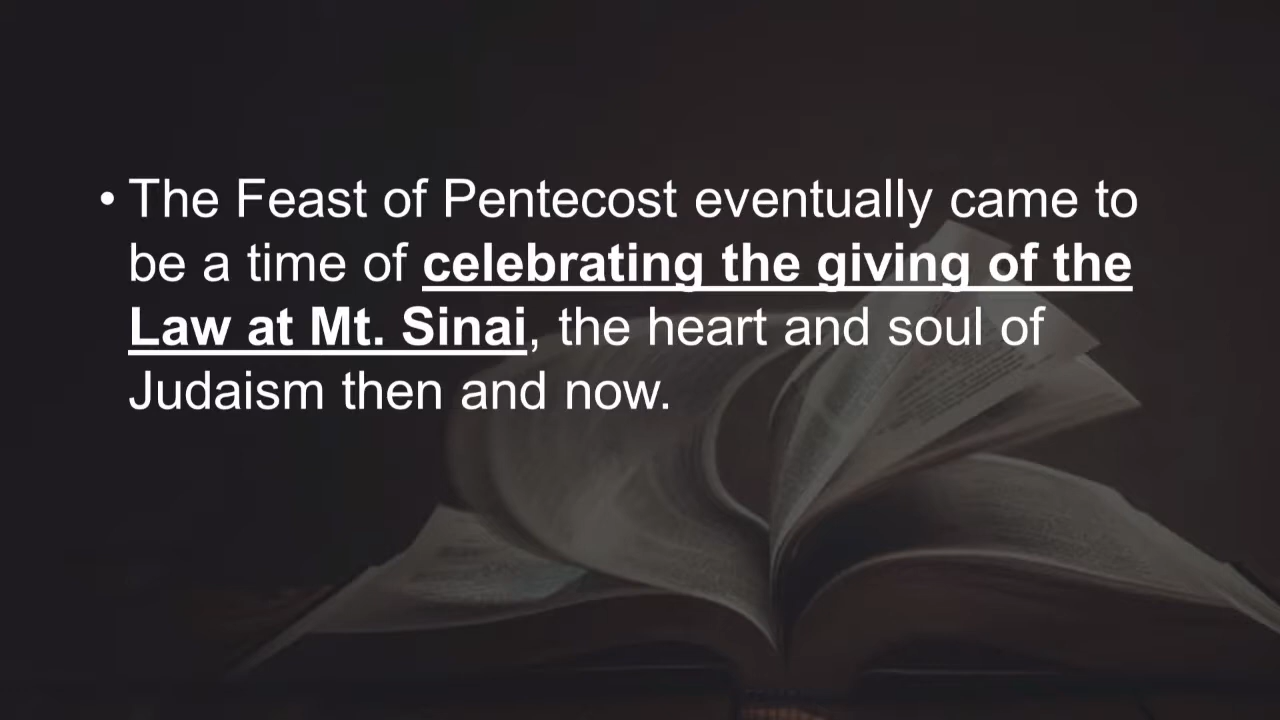 • The Feast of Pentecost eventually came to
be a time of celebrating the giving of the
Law at Mt. Sinai, the heart and soul of
Judaism then and now.